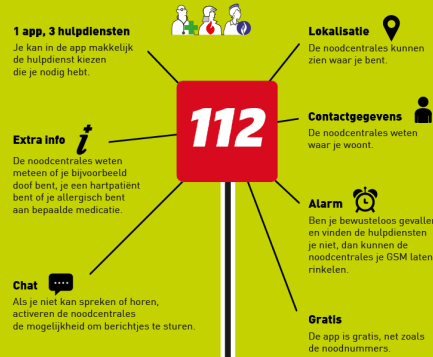 1 app, 3 hulpdiensten
Je kan in de app makkelijk
de hulpdienst kiezen
die je nodig hebt.
Extra info
De noodcentrales weten
meteen of je bijvoorbeeld
doof bent, je een hartpatiënt
bent of je allergisch bent
aan bepaalde medicatie.
Chat
Als je niet kan spreken of horen,
activeren de noodcentrales
de mogelijkheid om berichtjes te sturen.
112
Lokalisatie
De noodcentrales kunnen
zien waar je bent.
Contactgegevens
De noodcentrales weten
waar je woont.
Alarm
Ben je bewusteloos gevallen
en vinden de hulpdiensten
je niet, dan kunnen de
noodcentrales je GSM laten
rinkelen.
Gratis
De app is gratis, net zoals
de noodnummers.